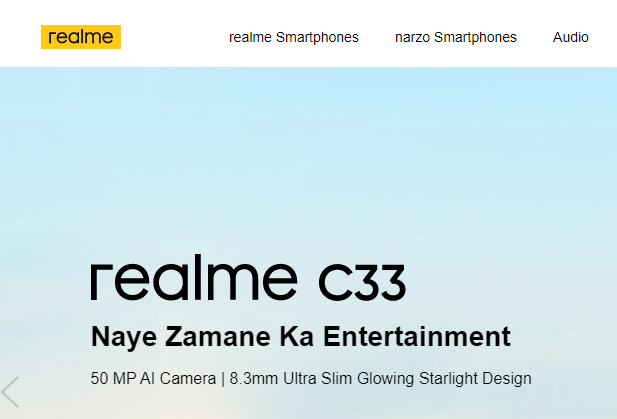 realme realme Smartphones narzo Smartphones Audio
realme C33
Naye Zamane Ka Entertainment
50 MP AI Camera | 8.3mm Ultra Slim Glowing Starlight Design